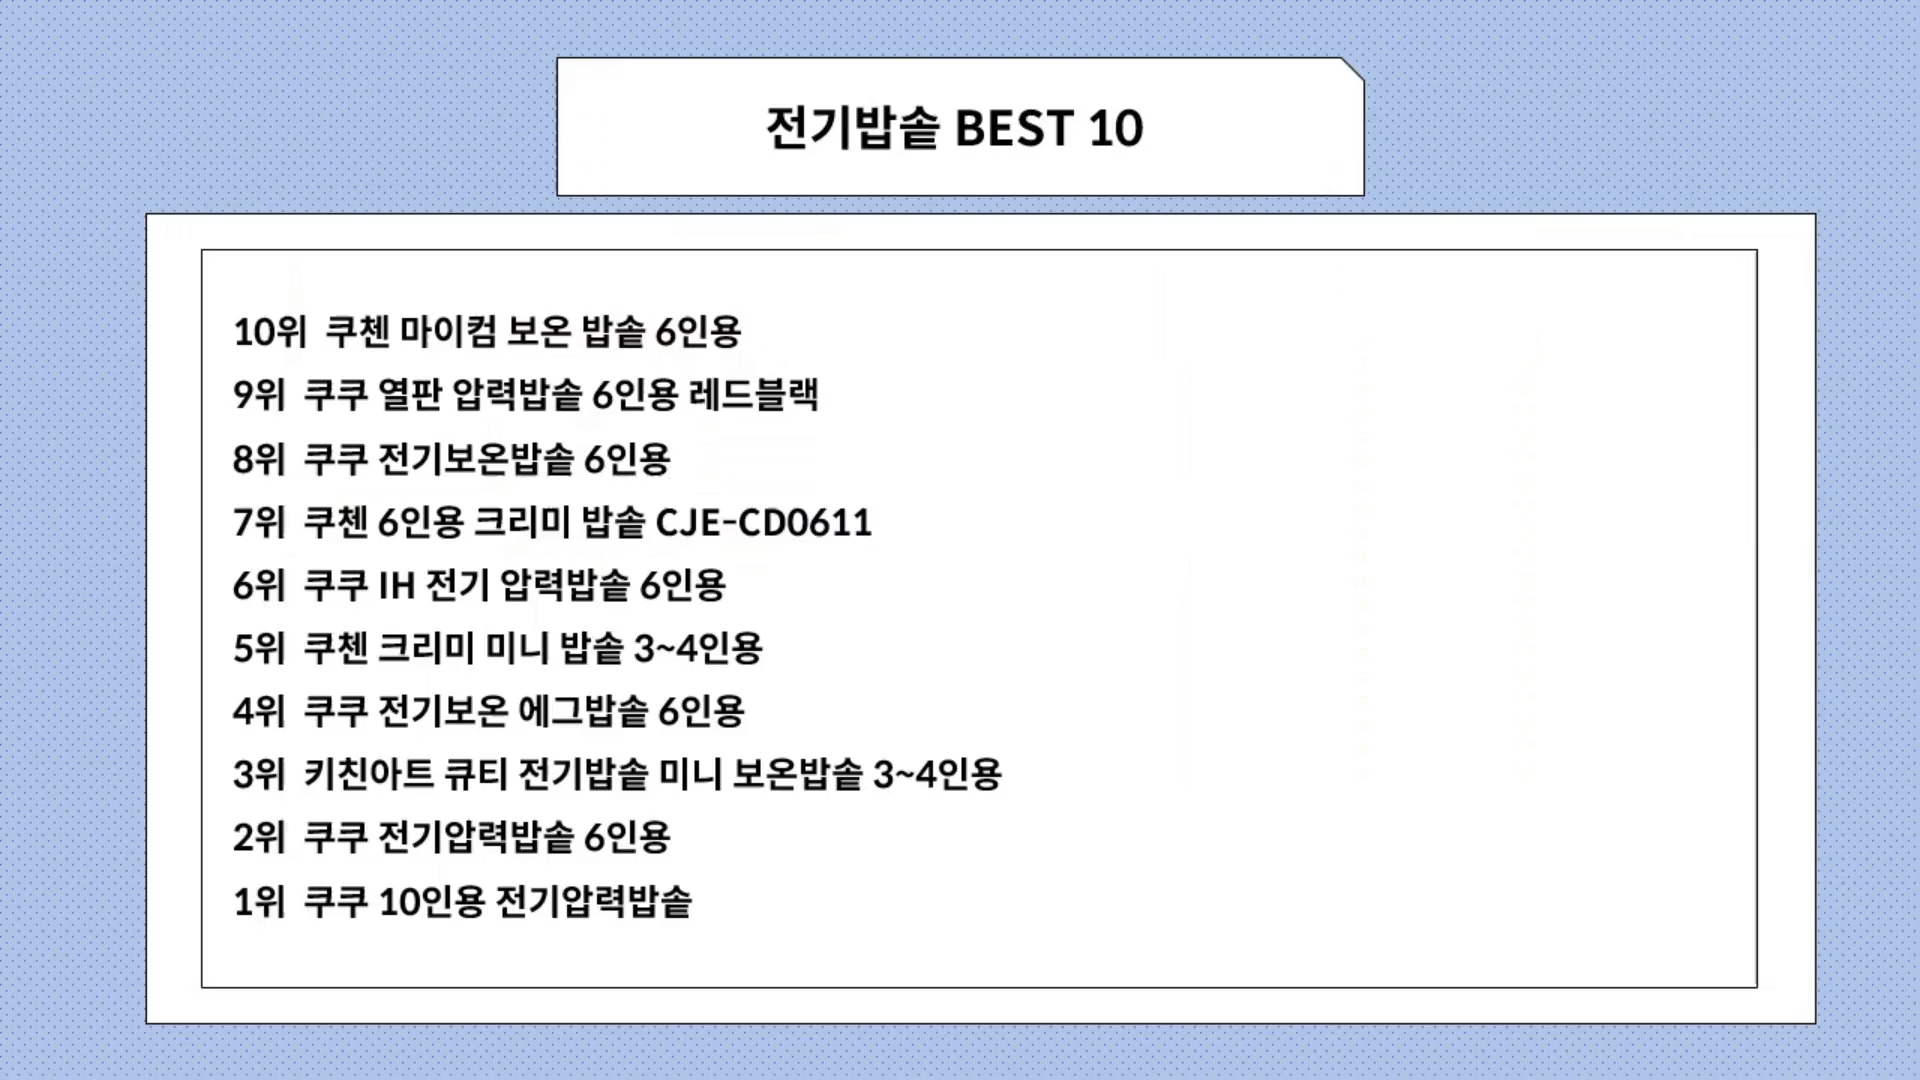 전기밥솥 BEST 10
10위 쿠첸 마이컴 보온 밥솥 6인용
9위 쿠쿠 열판 압력밥솥 6인용 레드블랙
8위 쿠쿠 전기보온밥솥 6인용
7위 쿠첸 6인용 크리미 밥솥 CJE-CD0611
6위 쿠쿠 IH 전기 압력밥솥 6인용
5위 쿠첸 크리미 미니 밥솥 3~4인용
4위 쿠쿠 전기보온 에그밥솥 6인용
3위 키친아트 큐티 전기밥솥 미니 보온밥솥 3~4인용
2위 쿠쿠 전기압력밥솥 6인용
1위 쿠쿠 10인용 전기압력밥솥